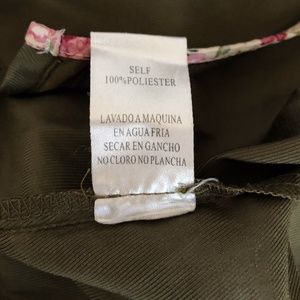 SELF
100%POLIESTER
LAVADO A MAQUINA
EN AGUA FRIA
SECAR EN GANCHO
NO CLORO NO PLANCHA